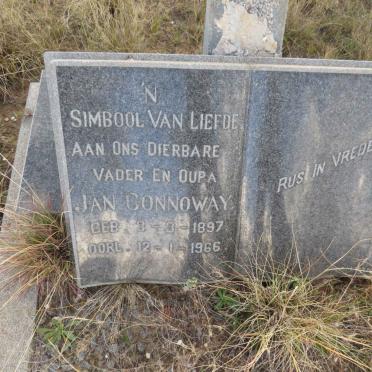 'N
SIMBOOL VAN LIEFDE
AAN ONS DIERBARE
VADER EN OUPA
JAN CONNOWAY
GEB. 3-3-1897
OORL. 12-1-1966
RUS IN VREDE